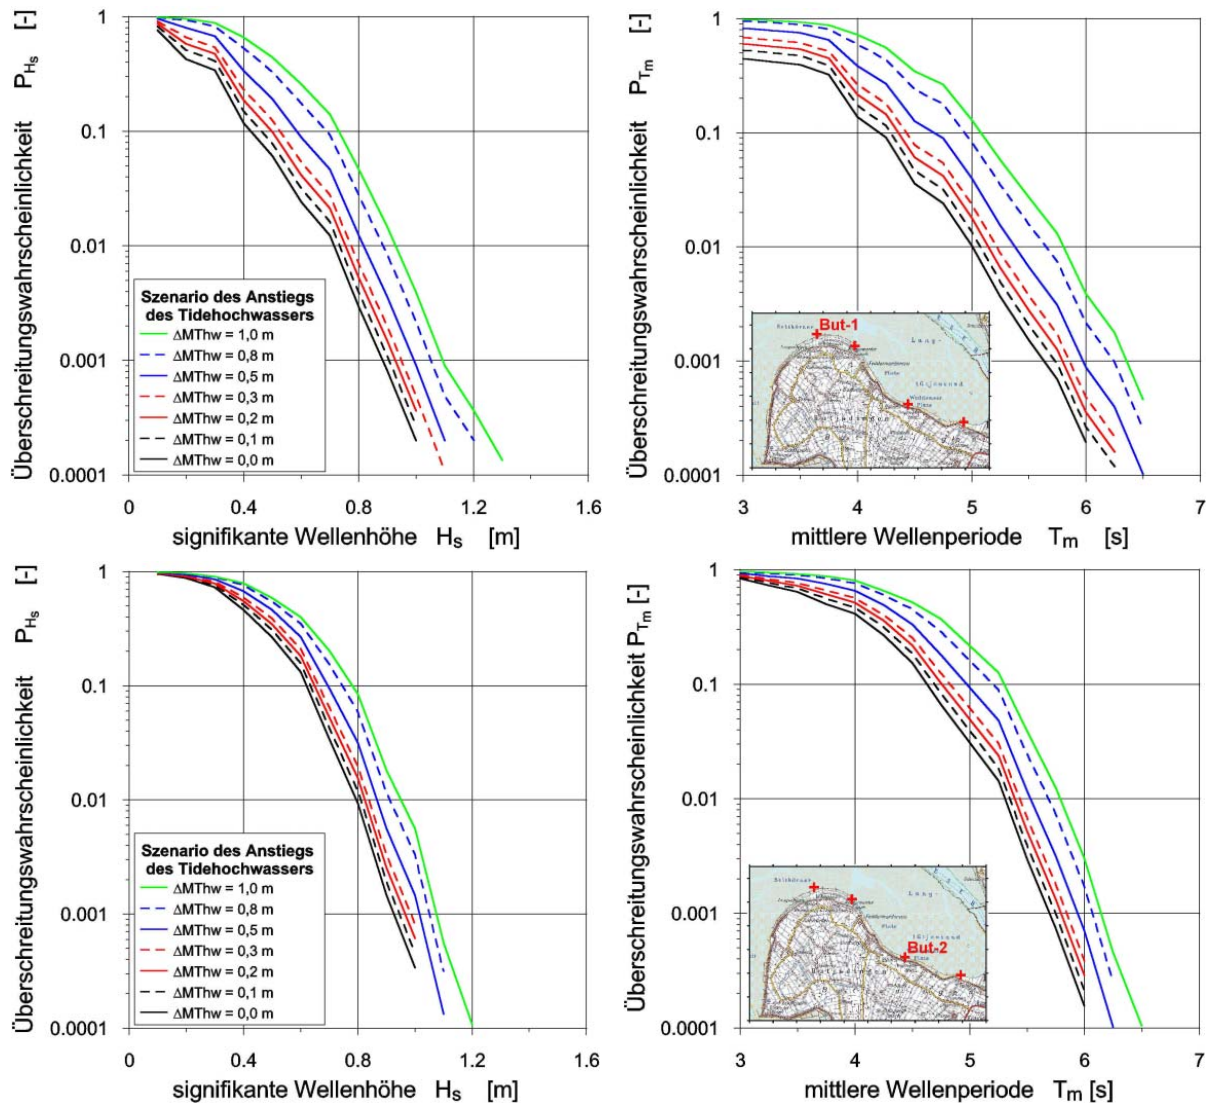 Überschreitungswahrscheinlichkeit P_Hs [-]
1
0.1
0.01
0.001
0.0001
Szenario des Anstiegs
des Tidehochwassers
ΔMThw = 1,0 m
ΔMThw = 0,8 m
ΔMThw = 0,5 m
ΔMThw = 0,3 m
ΔMThw = 0,2 m
ΔMThw = 0,1 m
ΔMThw = 0,0 m
0 0.4 0.8 1.2 1.6
signifikante Wellenhöhe H_s [m]
Überschreitungswahrscheinlichkeit P_Tm [-]
1
0.1
0.01
0.001
0.0001
But-1
3 4 5 6 7
mittlere Wellenperiode T_m [s]
Überschreitungswahrscheinlichkeit P_Hs [-]
1
0.1
0.01
0.001
0.0001
Szenario des Anstiegs
des Tidehochwassers
ΔMThw = 1,0 m
ΔMThw = 0,8 m
ΔMThw = 0,5 m
ΔMThw = 0,3 m
ΔMThw = 0,2 m
ΔMThw = 0,1 m
ΔMThw = 0,0 m
0 0.4 0.8 1.2 1.6
signifikante Wellenhöhe H_s [m]
Überschreitungswahrscheinlichkeit P_Tm [-]
1
0.1
0.01
0.001
0.0001
But-2
3 4 5 6 7
mittlere Wellenperiode T_m [s]